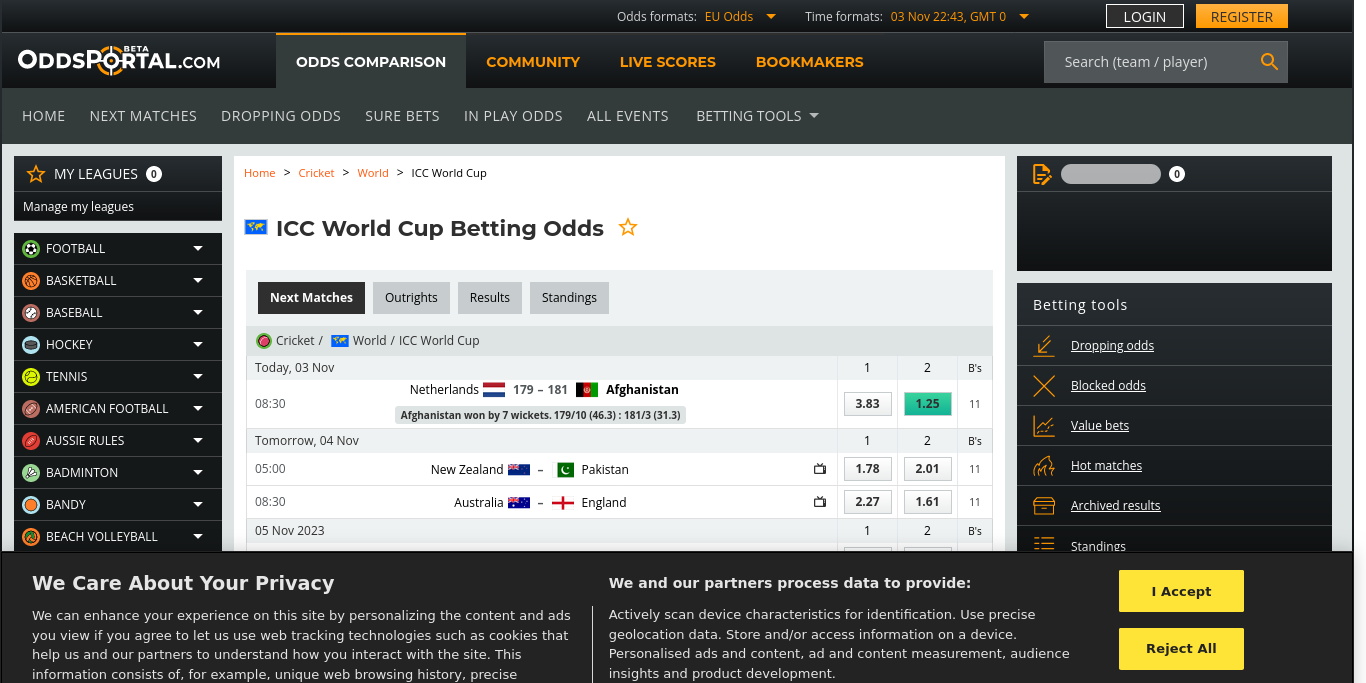 Odds formats: EU Odds Time formats: 03 Nov 22:43, GMT 0 LOGIN REGISTER
ODDSPORTAL.COM BETA ODDS COMPARISON COMMUNITY LIVE SCORES BOOKMAKERS Search (team / player)
HOME NEXT MATCHES DROPPING ODDS SURE BETS IN PLAY ODDS ALL EVENTS BETTING TOOLS
MY LEAGUES 0
Manage my leagues
FOOTBALL
BASKETBALL
BASEBALL
HOCKEY
TENNIS
AMERICAN FOOTBALL
AUSSIE RULES
BADMINTON
BANDY
BEACH VOLLEYBALL
Home > Cricket > World > ICC World Cup
ICC World Cup Betting Odds
Next Matches Outrights Results Standings
Cricket / World / ICC World Cup
Today, 03 Nov 1 2 B's
Netherlands 179 – 181 Afghanistan
08:30 3.83 1.25 11
Afghanistan won by 7 wickets. 179/10 (46.3) : 181/3 (31.3)
Tomorrow, 04 Nov 1 2 B's
05:00 New Zealand – Pakistan 1.78 2.01 11
08:30 Australia – England 2.27 1.61 11
05 Nov 2023 1 2 B's
0
Betting tools
Dropping odds
Blocked odds
Value bets
Hot matches
Archived results
Standings
We Care About Your Privacy
We can enhance your experience on this site by personalizing the content and ads
you view if you agree to let us use web tracking technologies such as cookies that
help us and our partners to understand how you interact with the site. This
information consists of, for example, unique web browsing history, precise
We and our partners process data to provide:
Actively scan device characteristics for identification. Use precise
geolocation data. Store and/or access information on a device.
Personalised ads and content, ad and content measurement, audience
insights and product development.
I Accept
Reject All